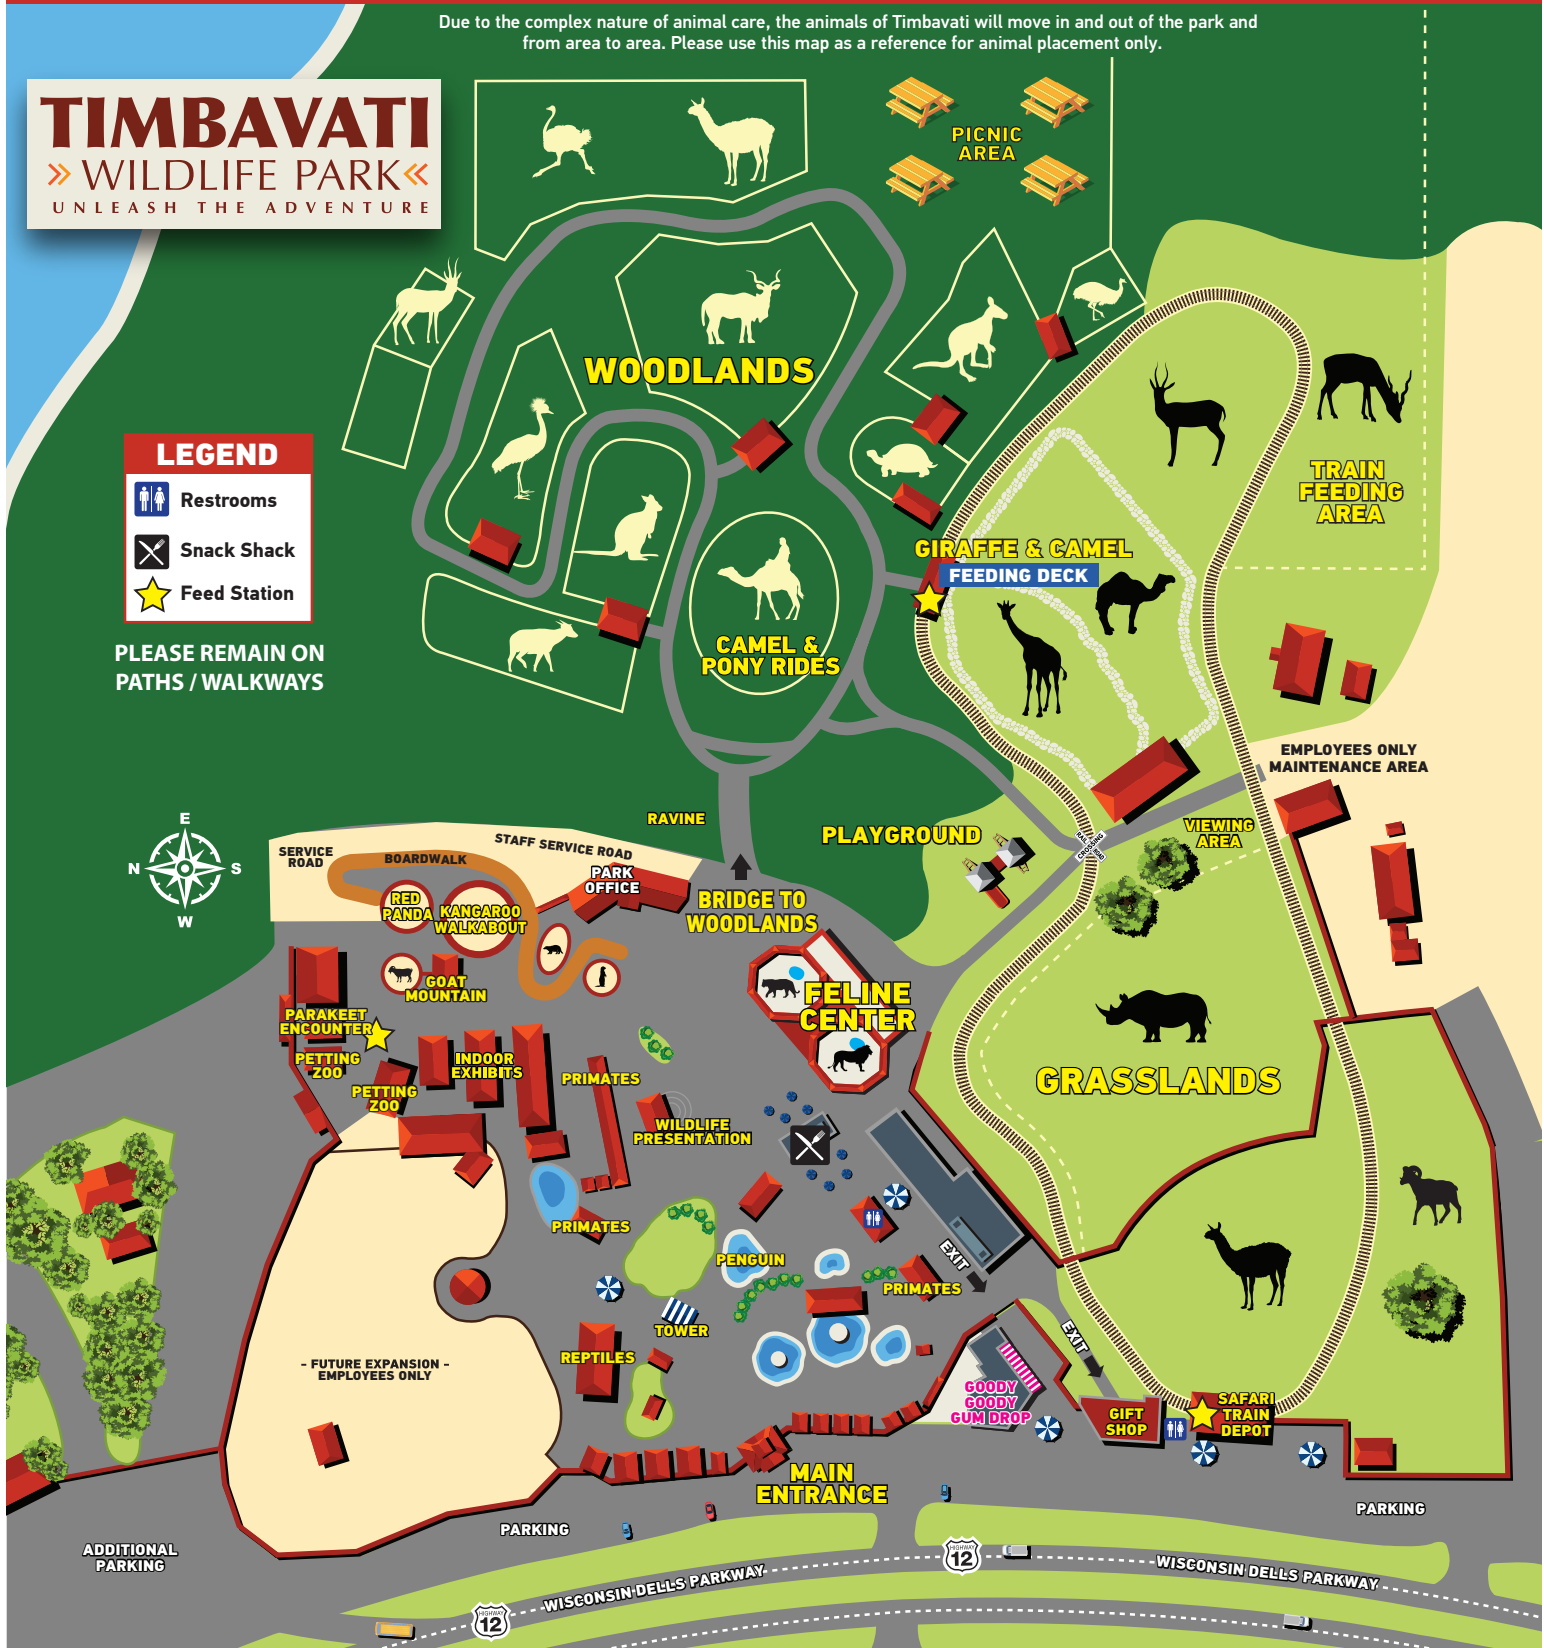 Due to the complex nature of animal care, the animals of Timbavati will move in and out of the park and
from area to area. Please use this map as a reference for animal placement only.
TIMBAVATI
WILDLIFE PARK
UNLEASH THE ADVENTURE
PICNIC
AREA
WOODLANDS
LEGEND
Restrooms
Snack Shack
Feed Station
PLEASE REMAIN ON
PATHS / WALKWAYS
TRAIN
FEEDING
AREA
GIRAFFE & CAMEL
FEEDING DECK
CAMEL &
PONY RIDES
EMPLOYEES ONLY
MAINTENANCE AREA
E
N
S
W
RAVINE
PLAYGROUND
VIEWING
AREA
SERVICE
ROAD
BOARDWALK
STAFF SERVICE ROAD
PARK
OFFICE
RED
PANDA
KANGAROO
WALKABOUT
BRIDGE TO
WOODLANDS
GOAT
MOUNTAIN
FELINE
CENTER
PARAKEET
ENCOUNTER
PETTING
ZOO
PETTING
ZOO
INDOOR
EXHIBITS
PRIMATES
GRASSLANDS
WILDLIFE
PRESENTATION
PRIMATES
PENGUIN
EXIT
PRIMATES
TOWER
EXIT
REPTILES
- FUTURE EXPANSION -
EMPLOYEES ONLY
GOODY
GOODY
GUM DROP
GIFT
SHOP
SAFARI
TRAIN
DEPOT
MAIN
ENTRANCE
PARKING
PARKING
ADDITIONAL
PARKING
HIGHWAY
12
WISCONSIN DELLS PARKWAY
WISCONSIN DELLS PARKWAY
HIGHWAY
12